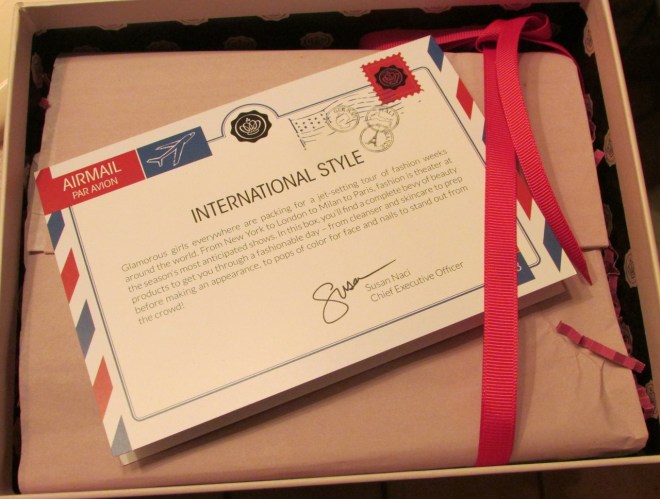 AIRMAIL
PAR AVION
INTERNATIONAL STYLE
Glamorous girls everywhere are packing for a jet-setting tour of fashion weeks
around the world. From New York to London to Milan to Paris, fashion is theater at
the season's most anticipated shows. In this box, you'll find a complete bevy of beauty
products to get you through a fashionable day – from cleanser and skincare to prep
before making an appearance, to pops of color for face and nails to stand out from
the crowd!
Susan
Susan Naci
Chief Executive Officer